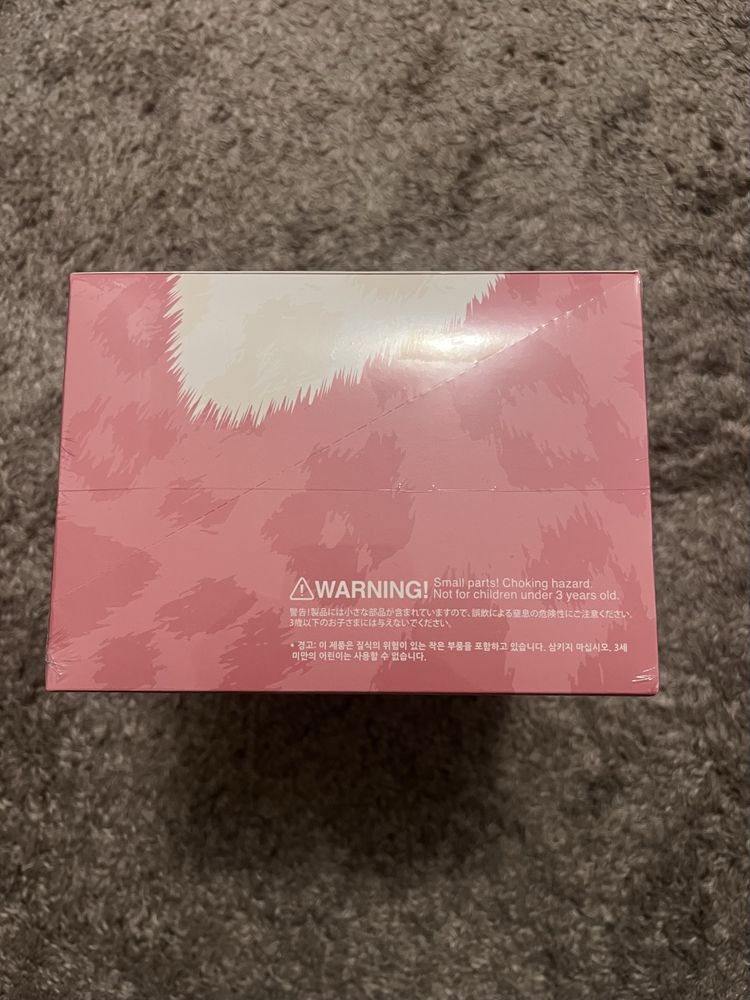 ⚠WARNING! Small parts! Choking hazard.
Not for children under 3 years old.
警告!製品には小さな部品が含まれていますので、誤飲による窒息の危険性にご注意ください。
3歳以下のお子さまには与えないでください。
• 경고: 이 제품은 질식의 위험이 있는 작은 부품을 포함하고 있습니다. 삼키지 마십시오. 3세
미만의 어린이는 사용할 수 없습니다.